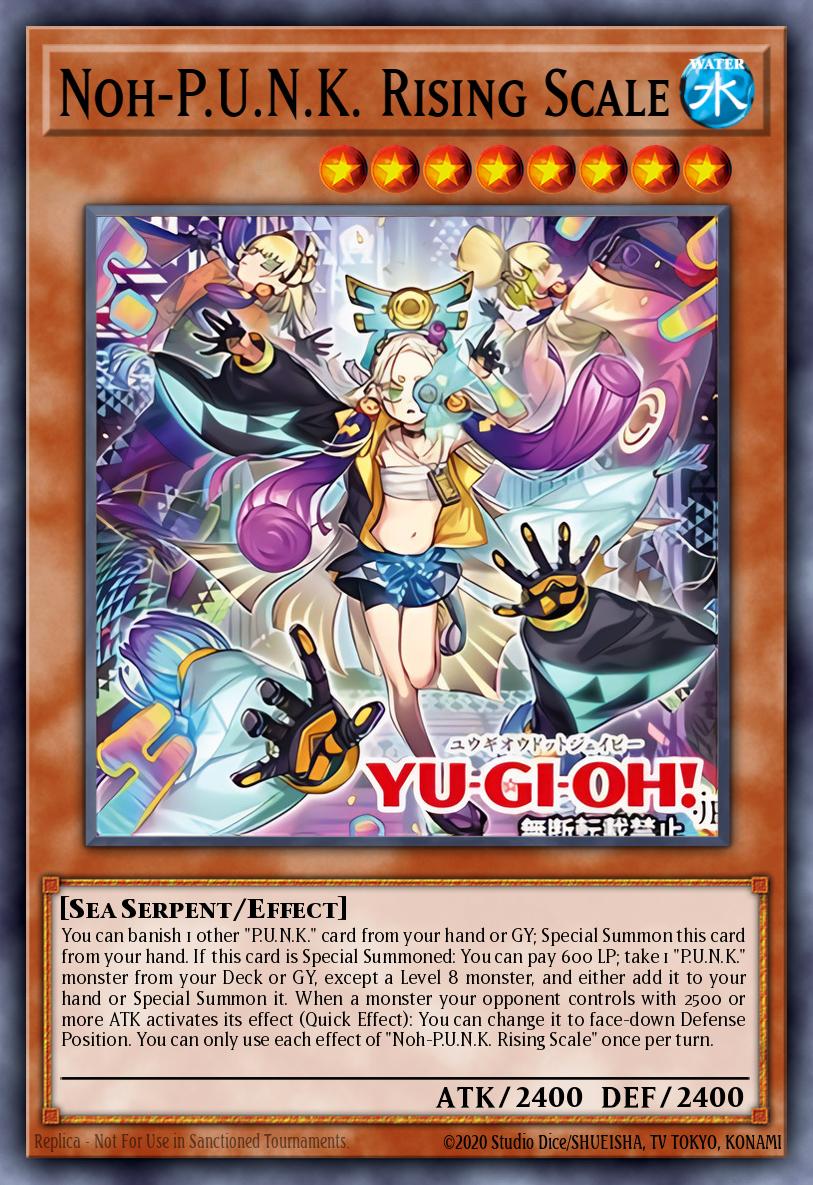 Noh-P.U.N.K. Rising Scale
WATER
水
[Sea Serpent/Effect]
You can banish 1 other "P.U.N.K." card from your hand or GY; Special Summon this card
from your hand. If this card is Special Summoned: You can pay 600 LP; take 1 "P.U.N.K."
monster from your Deck or GY, except a Level 8 monster, and either add it to your
hand or Special Summon it. When a monster your opponent controls with 2500 or
more ATK activates its effect (Quick Effect): You can change it to face-down Defense
Position. You can only use each effect of "Noh-P.U.N.K. Rising Scale" once per turn.
ATK/2400 DEF/2400
ユウギオウドットジェイピー
YU-GI-OH!
.JP
無断転載禁止
Replica - Not For Use in Sanctioned Tournaments.
©2020 Studio Dice/SHUEISHA, TV TOKYO, KONAMI